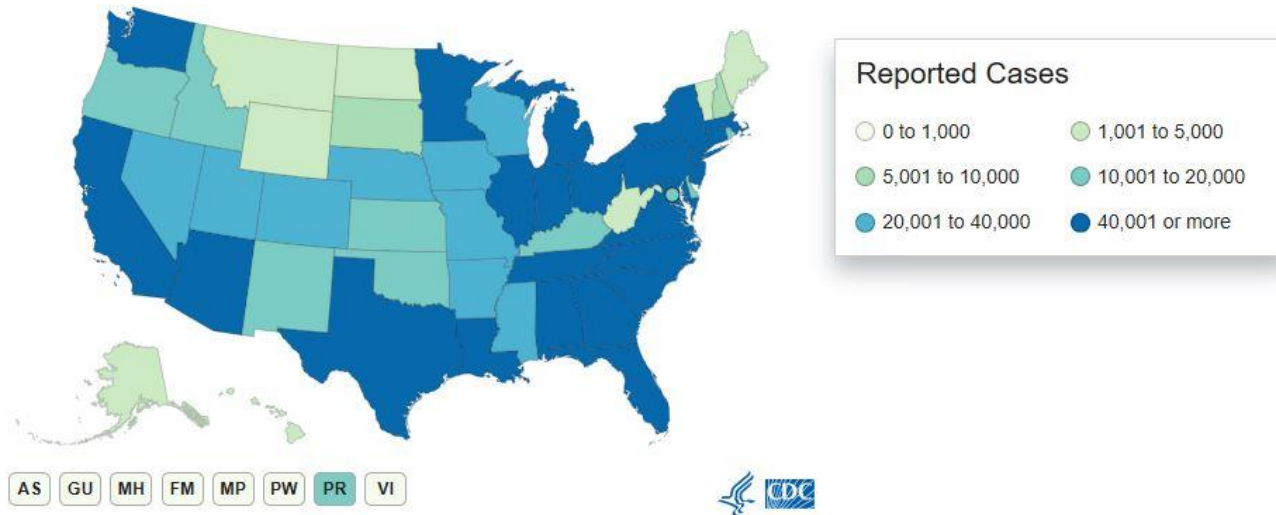 Reported Cases
0 to 1,000
1,001 to 5,000
5,001 to 10,000
10,001 to 20,000
20,001 to 40,000
40,001 or more
AS GU MH FM MP PW PR VI
CDC